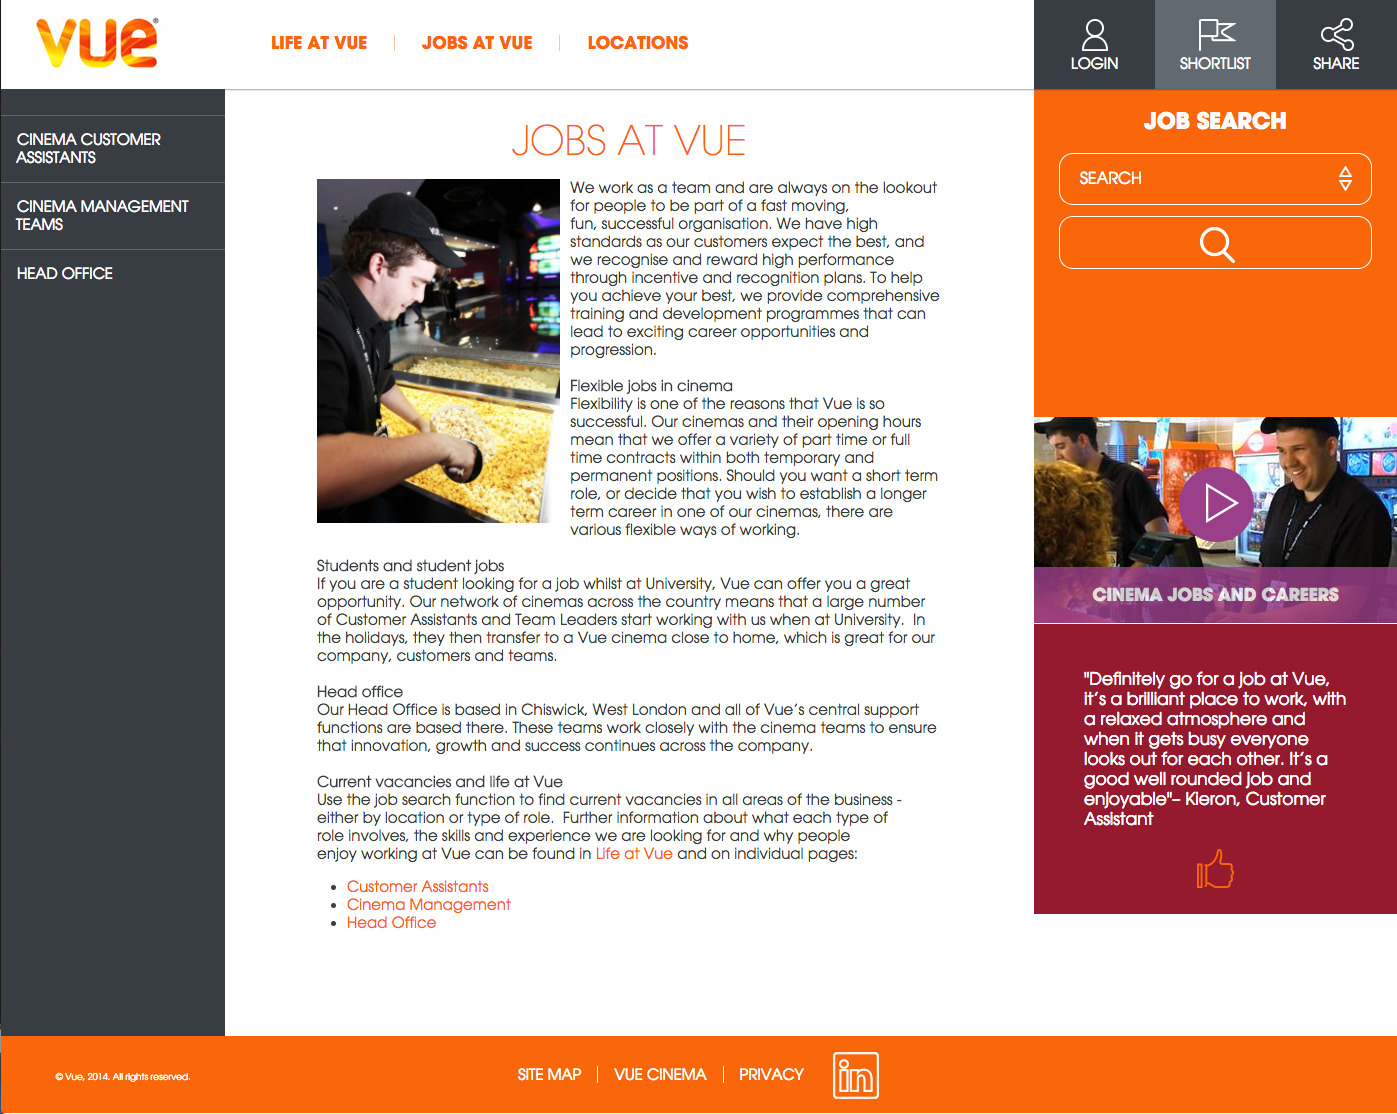 vue®
LIFE AT VUE
JOBS AT VUE
LOCATIONS
LOGIN
SHORTLIST
SHARE
CINEMA CUSTOMER
ASSISTANTS
CINEMA MANAGEMENT
TEAMS
HEAD OFFICE
JOBS AT VUE
We work as a team and are always on the lookout
for people to be part of a fast moving,
fun, successful organisation. We have high
standards as our customers expect the best, and
we recognise and reward high performance
through incentive and recognition plans. To help
you achieve your best, we provide comprehensive
training and development programmes that can
lead to exciting career opportunities and
progression.
Flexible jobs in cinema
Flexibility is one of the reasons that Vue is so
successful. Our cinemas and their opening hours
mean that we offer a variety of part time or full
time contracts within both temporary and
permanent positions. Should you want a short term
role, or decide that you wish to establish a longer
term career in one of our cinemas, there are
various flexible ways of working.
Students and student jobs
If you are a student looking for a job whilst at University, Vue can offer you a great
opportunity. Our network of cinemas across the country means that a large number
of Customer Assistants and Team Leaders start working with us when at University.  In
the holidays, they then transfer to a Vue cinema close to home, which is great for our
company, customers and teams.
Head office
Our Head Office is based in Chiswick, West London and all of Vue's central support
functions are based there. These teams work closely with the cinema teams to ensure
that innovation, growth and success continues across the company.
Current vacancies and life at Vue
Use the job search function to find current vacancies in all areas of the business -
either by location or type of role.  Further information about what each type of
role involves, the skills and experience we are looking for and why people
enjoy working at Vue can be found in Life at Vue and on individual pages:
• Customer Assistants
• Cinema Management
• Head Office
JOB SEARCH
SEARCH
CINEMA JOBS AND CAREERS
"Definitely go for a job at Vue,
it's a brilliant place to work, with
a relaxed atmosphere and
when it gets busy everyone
looks out for each other. It's a
good well rounded job and
enjoyable"– Kieron, Customer
Assistant
© Vue, 2014. All rights reserved.
SITE MAP
VUE CINEMA
PRIVACY
in